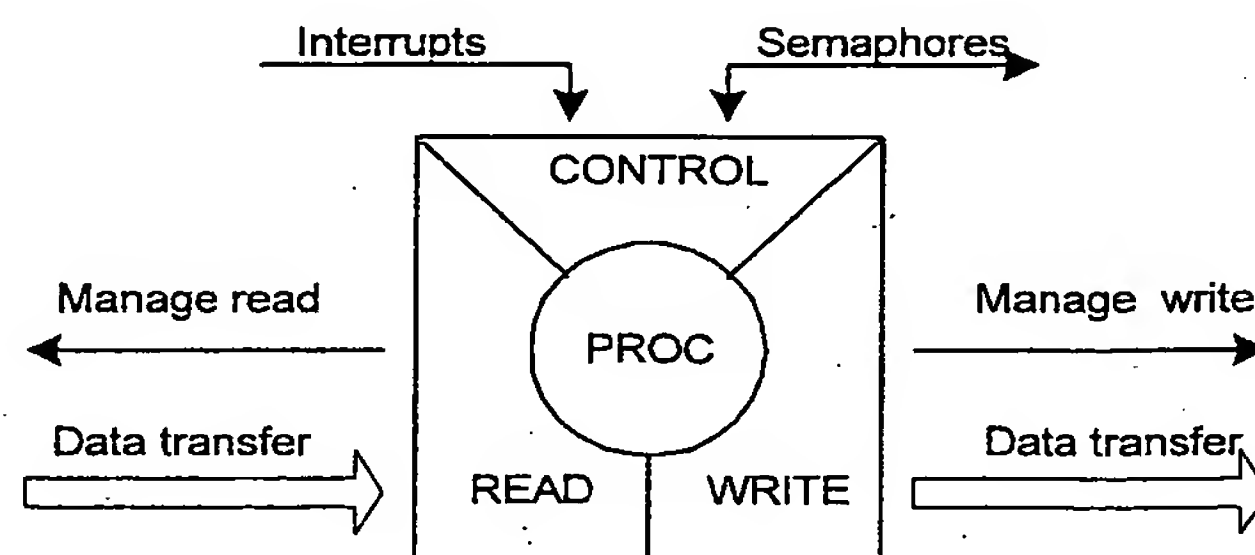 Interrupts Semaphores
CONTROL
Manage read Manage write
PROC
Data transfer Data transfer
READ WRITE